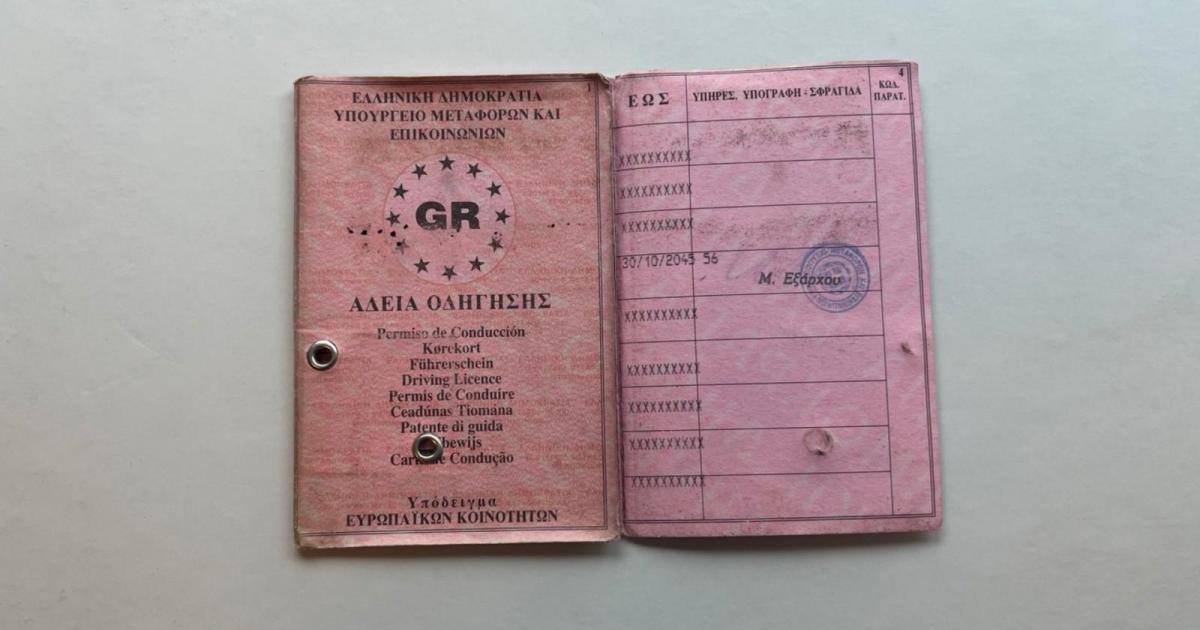 1
ΕΛΛΗΝΙΚΗ ΔΗΜΟΚΡΑΤΙΑ
ΥΠΟΥΡΓΕΙΟ ΜΕΤΑΦΟΡΩΝ ΚΑΙ
ΕΠΙΚΟΙΝΩΝΙΩΝ
GR
ΑΔΕΙΑ ΟΔΗΓΗΣΗΣ
Permiso de Conducción
Kørekort
Führerschein
Driving Licence
Permis de Conduire
Ceadúnas Tiomána
Patente di guida
Condução
Υπόδειγμα
ΕΥΡΩΠΑΪΚΩΝ ΚΟΙΝΟΤΗΤΩΝ
4
ΕΩΣ
ΥΠΗΡΕΣ. ΥΠΟΓΡΑΦΗ - ΣΦΡΑΓΙΔΑ
ΚΩΔ.
ΠΑΡΑΤ.
XXXXXXXXXX
XXXXXXXXXX
XXXXXXXXXX
30/10/2045 56
Μ. Εξάρχου
XXXXXXXXXX
XXXXXXXXXX
XXXXXXXXXX
XXXXXXXXXX
XXXXXXXXXX